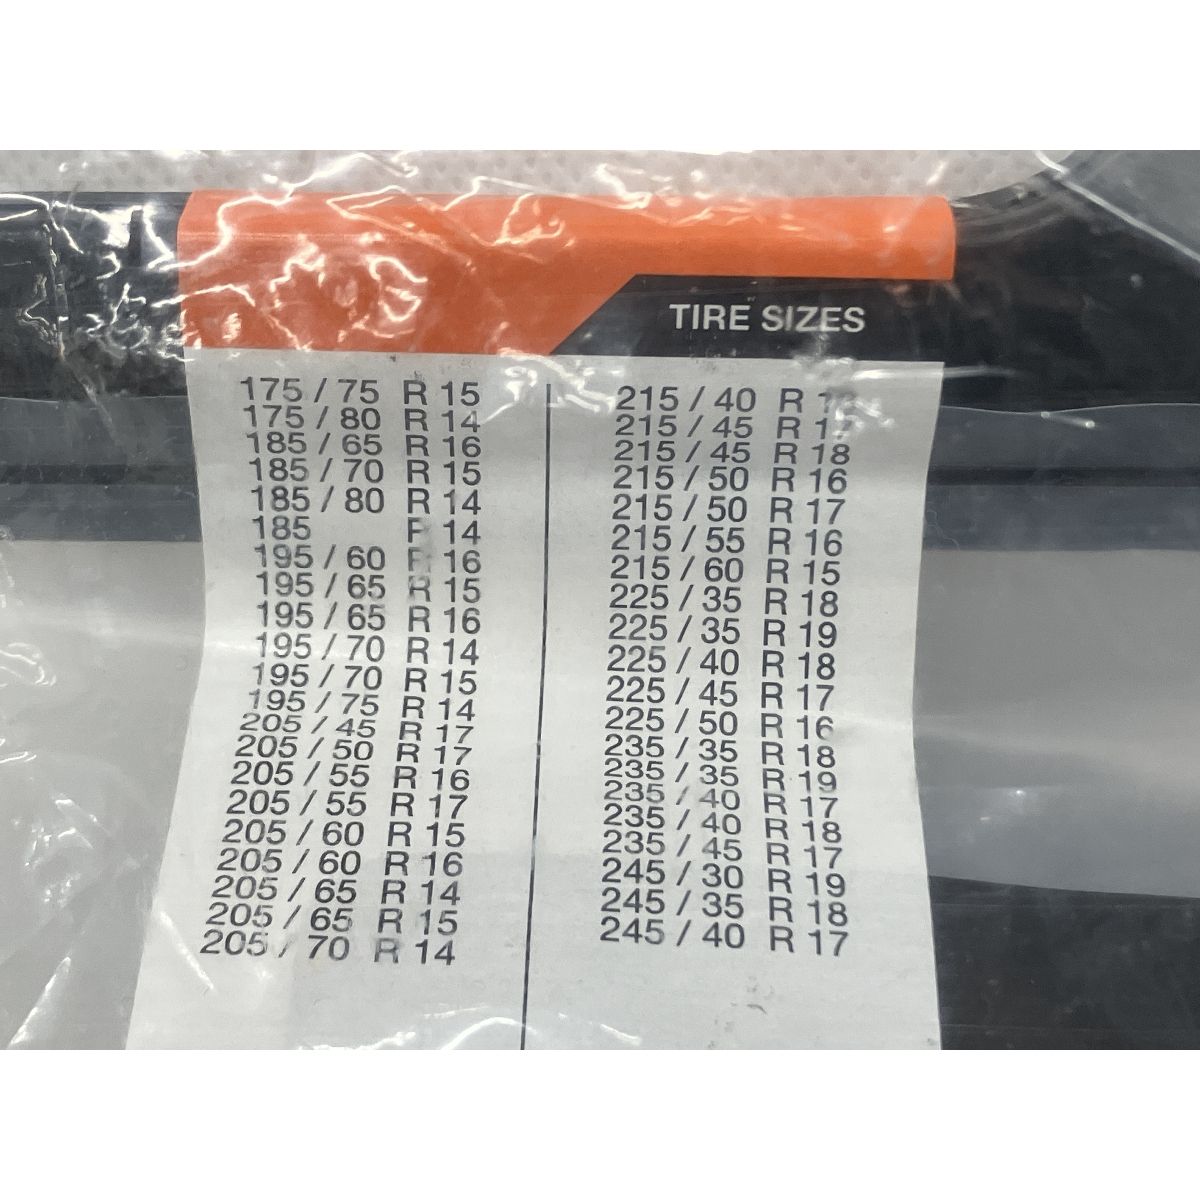 TIRE SIZES
175 / 75 R 15
175 / 80 R 14
185 / 65 R 16
185 / 70 R 15
185 / 80 R 14
185 R 14
195 / 60 R 16
195 / 65 R 15
195 / 65 R 16
195 / 70 R 14
195 / 70 R 15
195 / 75 R 14
205 / 45 R 17
205 / 50 R 17
205 / 55 R 16
205 / 55 R 17
205 / 60 R 15
205 / 60 R 16
205 / 65 R 14
205 / 65 R 15
205 / 70 R 14
215 / 40 R
215 / 45 R 17
215 / 45 R 18
215 / 50 R 16
215 / 50 R 17
215 / 55 R 16
215 / 60 R 15
225 / 35 R 18
225 / 35 R 19
225 / 40 R 18
225 / 45 R 17
225 / 50 R 16
235 / 35 R 18
235 / 35 R 19
235 / 40 R 17
235 / 40 R 18
235 / 45 R 17
245 / 30 R 19
245 / 35 R 18
245 / 40 R 17